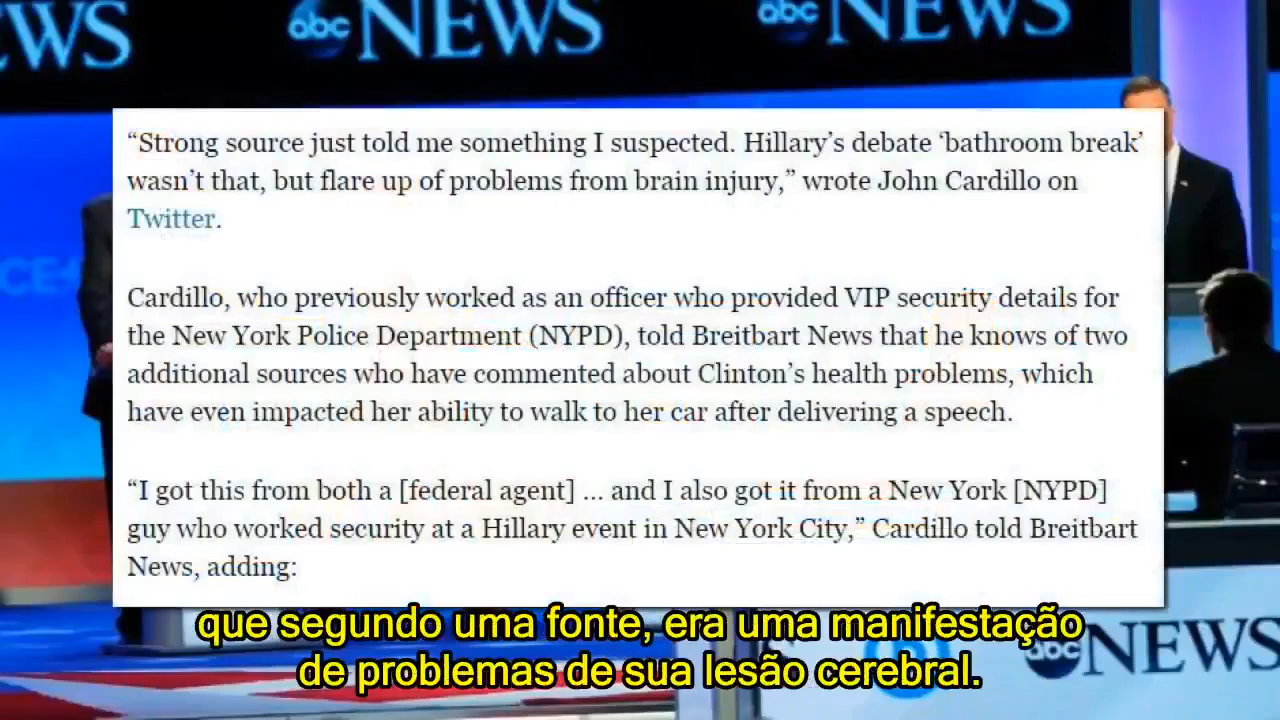 EWS
abc NEWS
abc NEWS
“Strong source just told me something I suspected. Hillary’s debate ‘bathroom break’
wasn’t that, but flare up of problems from brain injury,” wrote John Cardillo on
Twitter.
Cardillo, who previously worked as an officer who provided VIP security details for
the New York Police Department (NYPD), told Breitbart News that he knows of two
additional sources who have commented about Clinton’s health problems, which
have even impacted her ability to walk to her car after delivering a speech.
“I got this from both a [federal agent] ... and I also got it from a New York [NYPD]
guy who worked security at a Hillary event in New York City,” Cardillo told Breitbart
News, adding:
que segundo uma fonte, era uma manifestação
de problemas de sua lesão cerebral.
abc NEWS